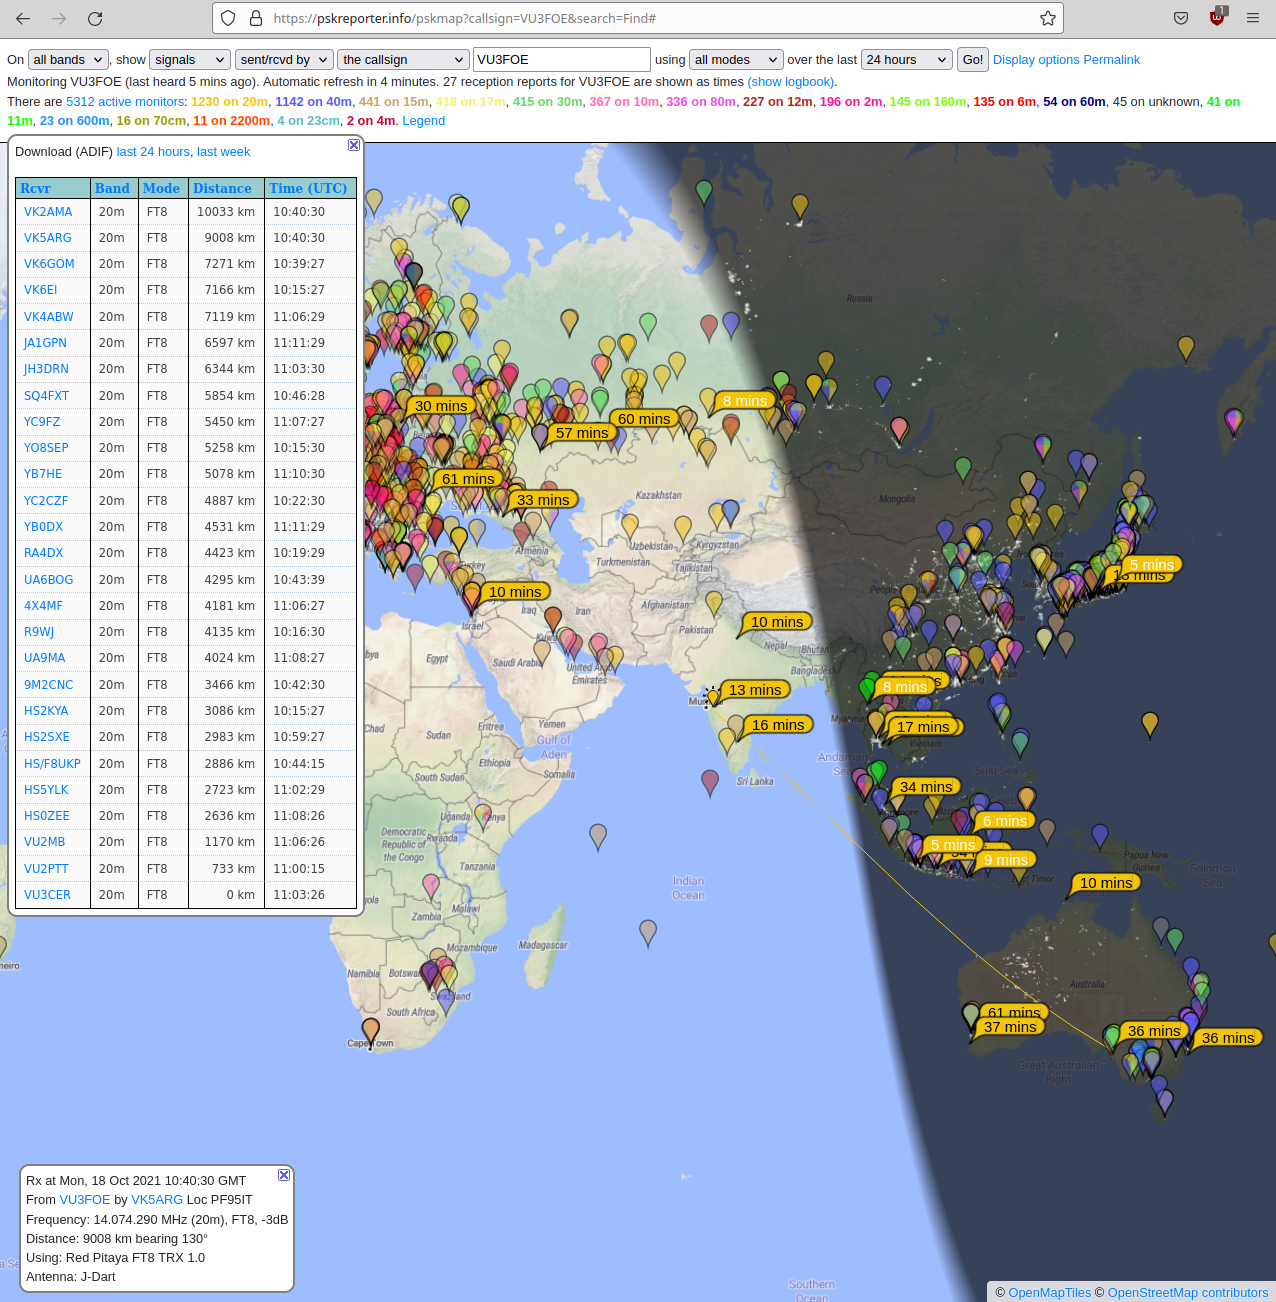 https://pskreporter.info/pskmap?callsign=VU3FOE&search=Find#
1
On all bands , show signals sent/rcvd by the callsign VU3FOE using all modes over the last 24 hours Go! Display options Permalink
Monitoring VU3FOE (last heard 5 mins ago). Automatic refresh in 4 minutes. 27 reception reports for VU3FOE are shown as times (show logbook).
There are 5312 active monitors: 1230 on 20m, 1142 on 40m, 441 on 15m, 418 on 17m, 415 on 30m, 367 on 10m, 336 on 80m, 227 on 12m, 196 on 2m, 145 on 160m, 135 on 6m, 54 on 60m, 45 on unknown, 41 on
11m, 23 on 600m, 16 on 70cm, 11 on 2200m, 4 on 23cm, 2 on 4m. Legend
Download (ADIF) last 24 hours, last week
Rcvr Band Mode Distance Time (UTC)
VK2AMA 20m FT8 10033 km 10:40:30
VK5ARG 20m FT8 9008 km 10:40:30
VK6GOM 20m FT8 7271 km 10:39:27
VK6EI 20m FT8 7166 km 10:15:27
VK4ABW 20m FT8 7119 km 11:06:29
JA1GPN 20m FT8 6597 km 11:11:29
JH3DRN 20m FT8 6344 km 11:03:30
SQ4FXT 20m FT8 5854 km 10:46:28
YC9FZ 20m FT8 5450 km 11:07:27
YO8SEP 20m FT8 5258 km 10:15:30
YB7HE 20m FT8 5078 km 11:10:30
YC2CZF 20m FT8 4887 km 10:22:30
YB0DX 20m FT8 4531 km 11:11:29
RA4DX 20m FT8 4423 km 10:19:29
UA6BOG 20m FT8 4295 km 10:43:39
4X4MF 20m FT8 4181 km 11:06:27
R9WJ 20m FT8 4135 km 10:16:30
UA9MA 20m FT8 4024 km 11:08:27
9M2CNC 20m FT8 3466 km 10:42:30
HS2KYA 20m FT8 3086 km 10:15:27
HS2SXE 20m FT8 2983 km 10:59:27
HS/F8UKP 20m FT8 2886 km 10:44:15
HS5YLK 20m FT8 2723 km 11:02:29
HS0ZEE 20m FT8 2636 km 11:08:26
VU2MB 20m FT8 1170 km 11:06:26
VU2PTT 20m FT8 733 km 11:00:15
VU3CER 20m FT8 0 km 11:03:26
Russia
8 mins
30 mins
60 mins
57 mins
61 mins
Kazakhstan
Mongolia
33 mins
Uzbekistan
Kyrgyzstan
Armenia
Turkmenistan
Tajikistan
5 mins
13 mins
10 mins
Israel
Iraq
Iran
Afghanistan
Pakistan
10 mins
Nepal
Bhutan
Egypt
Saudi Arabia
United Arab
Emirates
Bangladesh
13 mins
8 mins
Chad
Sudan
Eritrea
Yemen
Gulf of
Aden
16 mins
17 mins
Vietnam
Andaman
Sea
Ethiopia
South Sudan
Somalia
Sri Lanka
Sulu Sea
34 mins
Uganda
6 mins
Democratic
Republic of
the Congo
Rwanda
Tanzania
5 mins
9 mins
Papua New
Guinea
Solomon
Sea
Indian
Ocean
10 mins
Zambia
Malawi
Mozambique
Madagascar
Namibia
Botswana
Swaziland
South Africa
Cape Town
Australia
61 mins
37 mins
36 mins
36 mins
Great Australian
Bight
Southern
Ocean
Rx at Mon, 18 Oct 2021 10:40:30 GMT
From VU3FOE by VK5ARG Loc PF95IT
Frequency: 14.074.290 MHz (20m), FT8, -3dB
Distance: 9008 km bearing 130°
Using: Red Pitaya FT8 TRX 1.0
Antenna: J-Dart
© OpenMapTiles © OpenStreetMap contributors